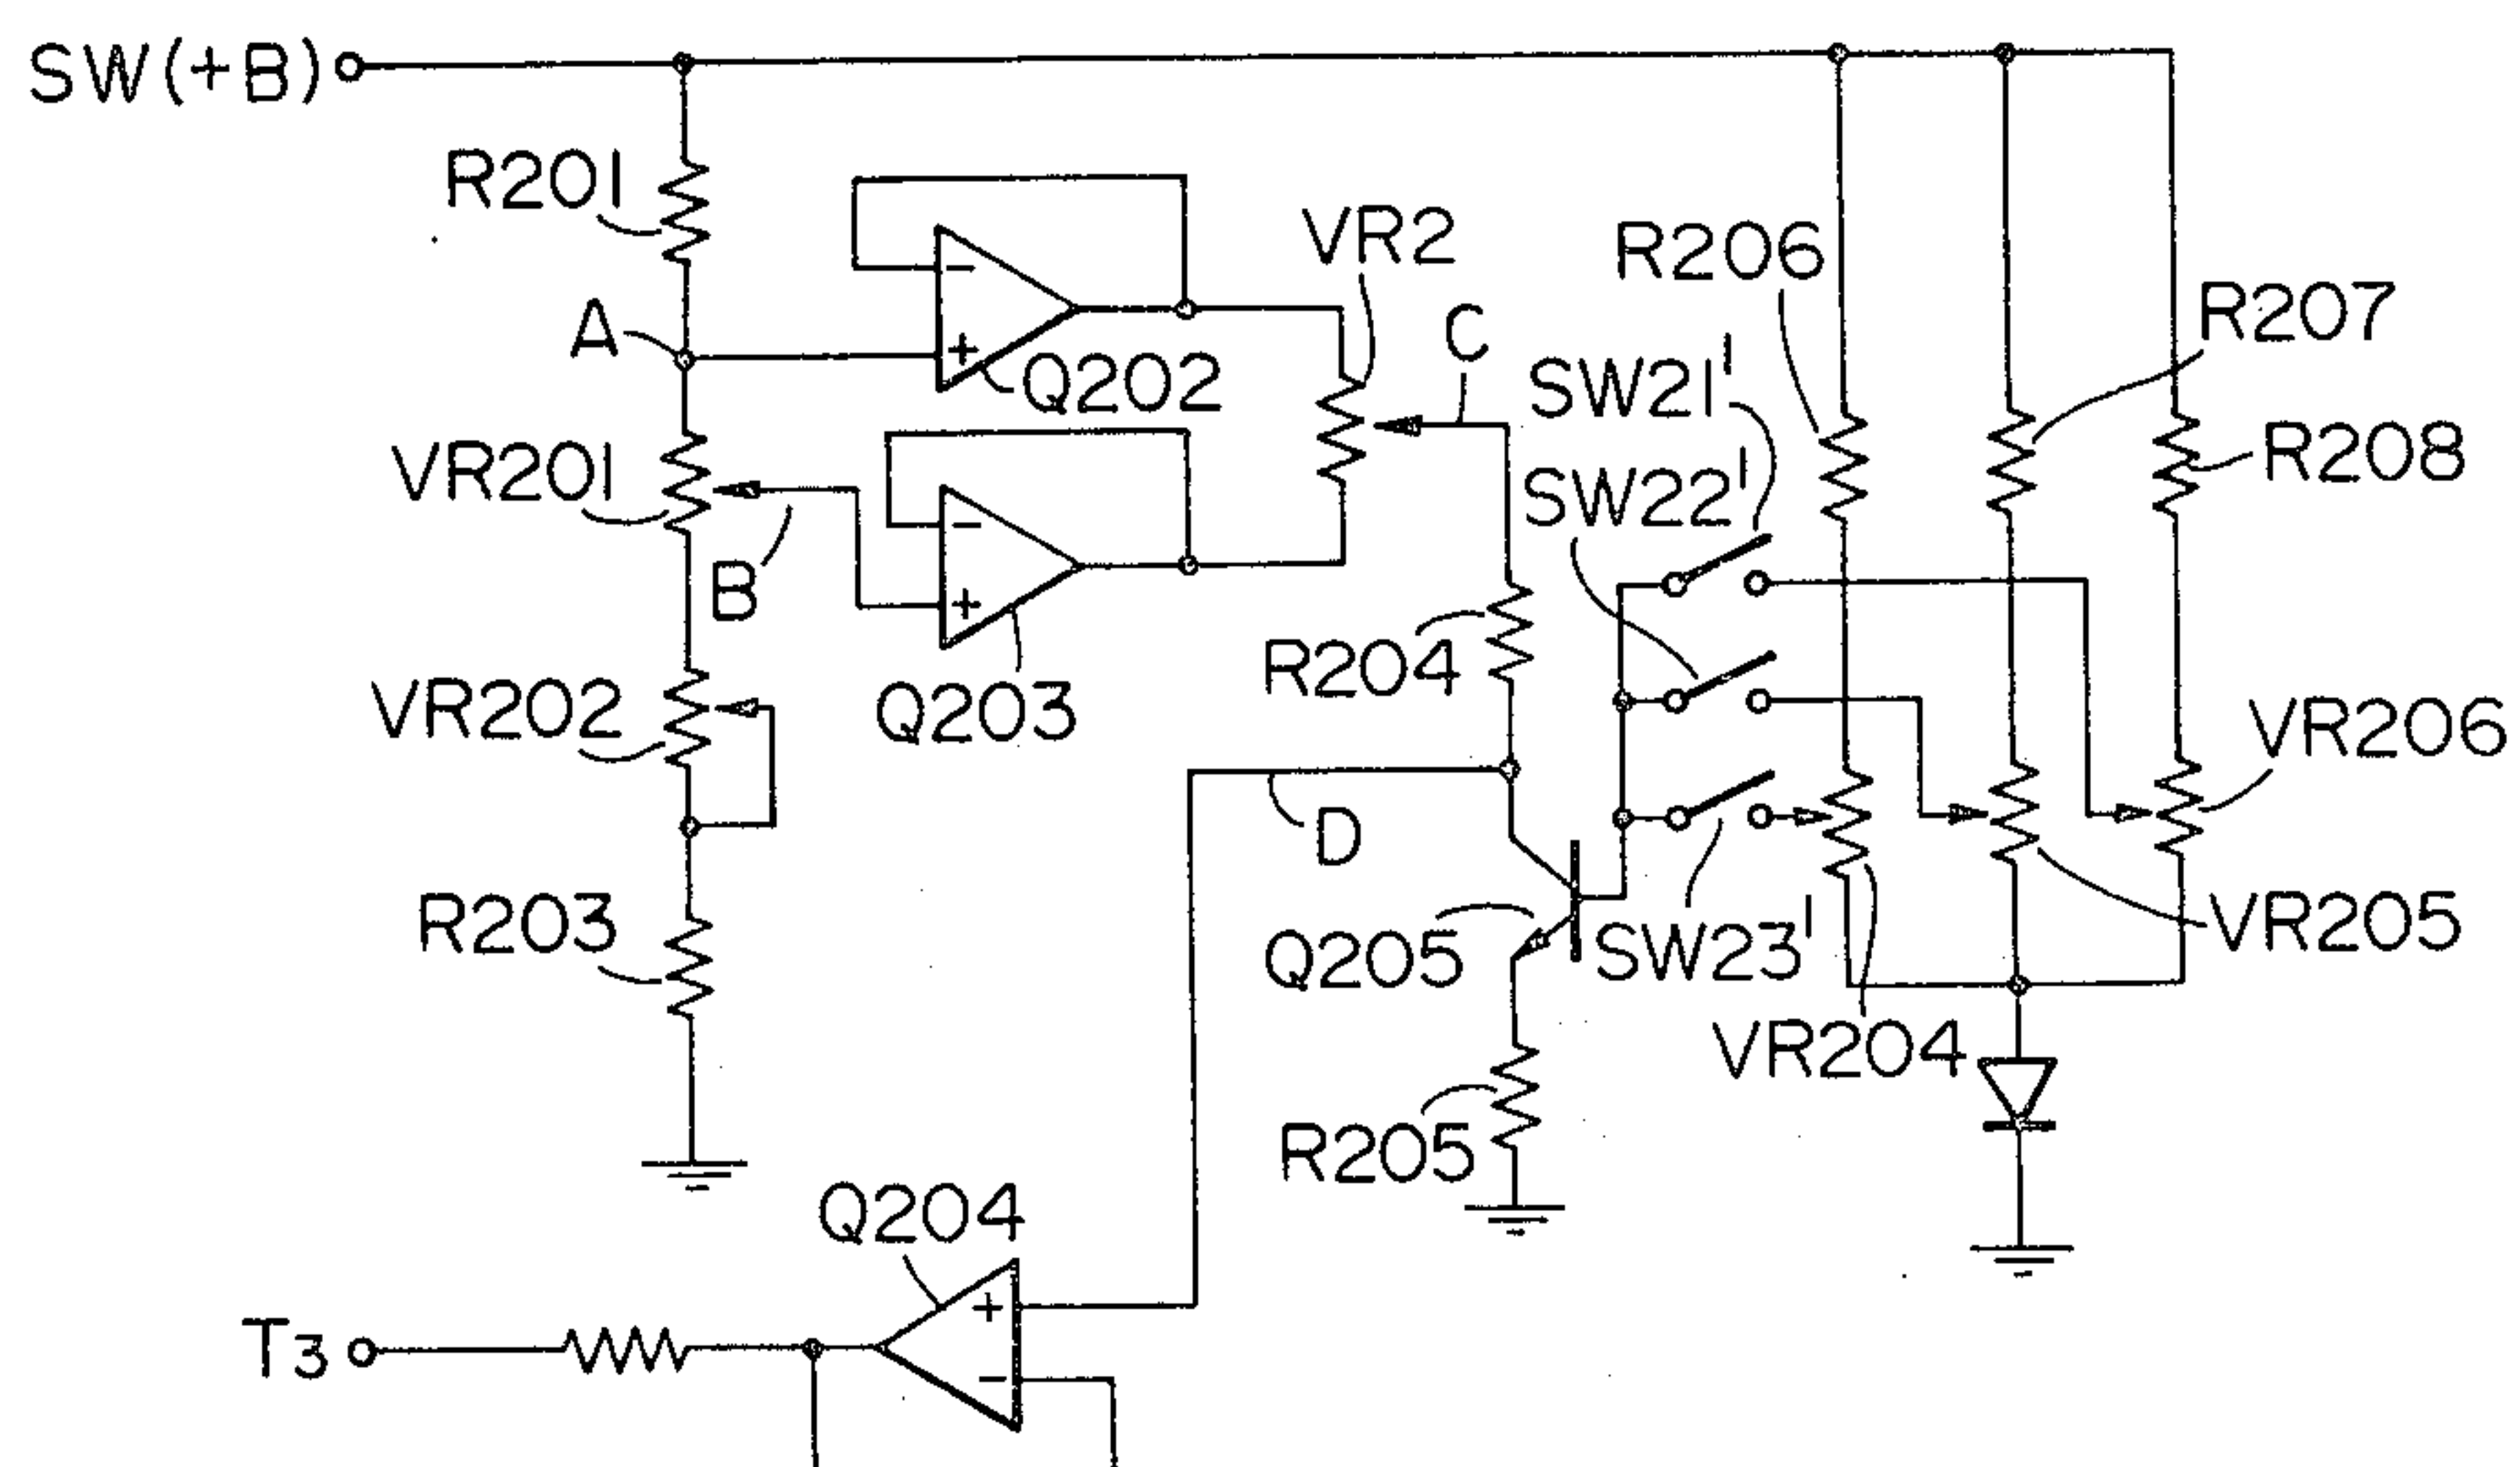 SW(+B)
R201
VR2
R206
R207
A
Q202
C
SW21'
VR201
SW22'
R208
B
R204
VR202
Q203
VR206
D
R203
Q205
SW23'
VR205
VR204
R205
Q204
T3
+
-
+
-
+
-